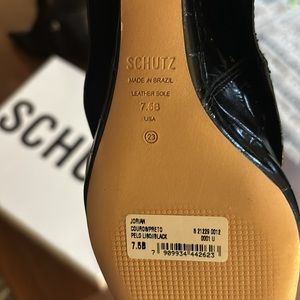 SCHUTZ
MADE IN BRAZIL
LEATHER SOLE
7.5B
USA
23
JORIAN
COURO/PRETO
PELO LISO/BLACK
7.5B
S 21229 0012
0001 U
7 909934 442623
SCHU